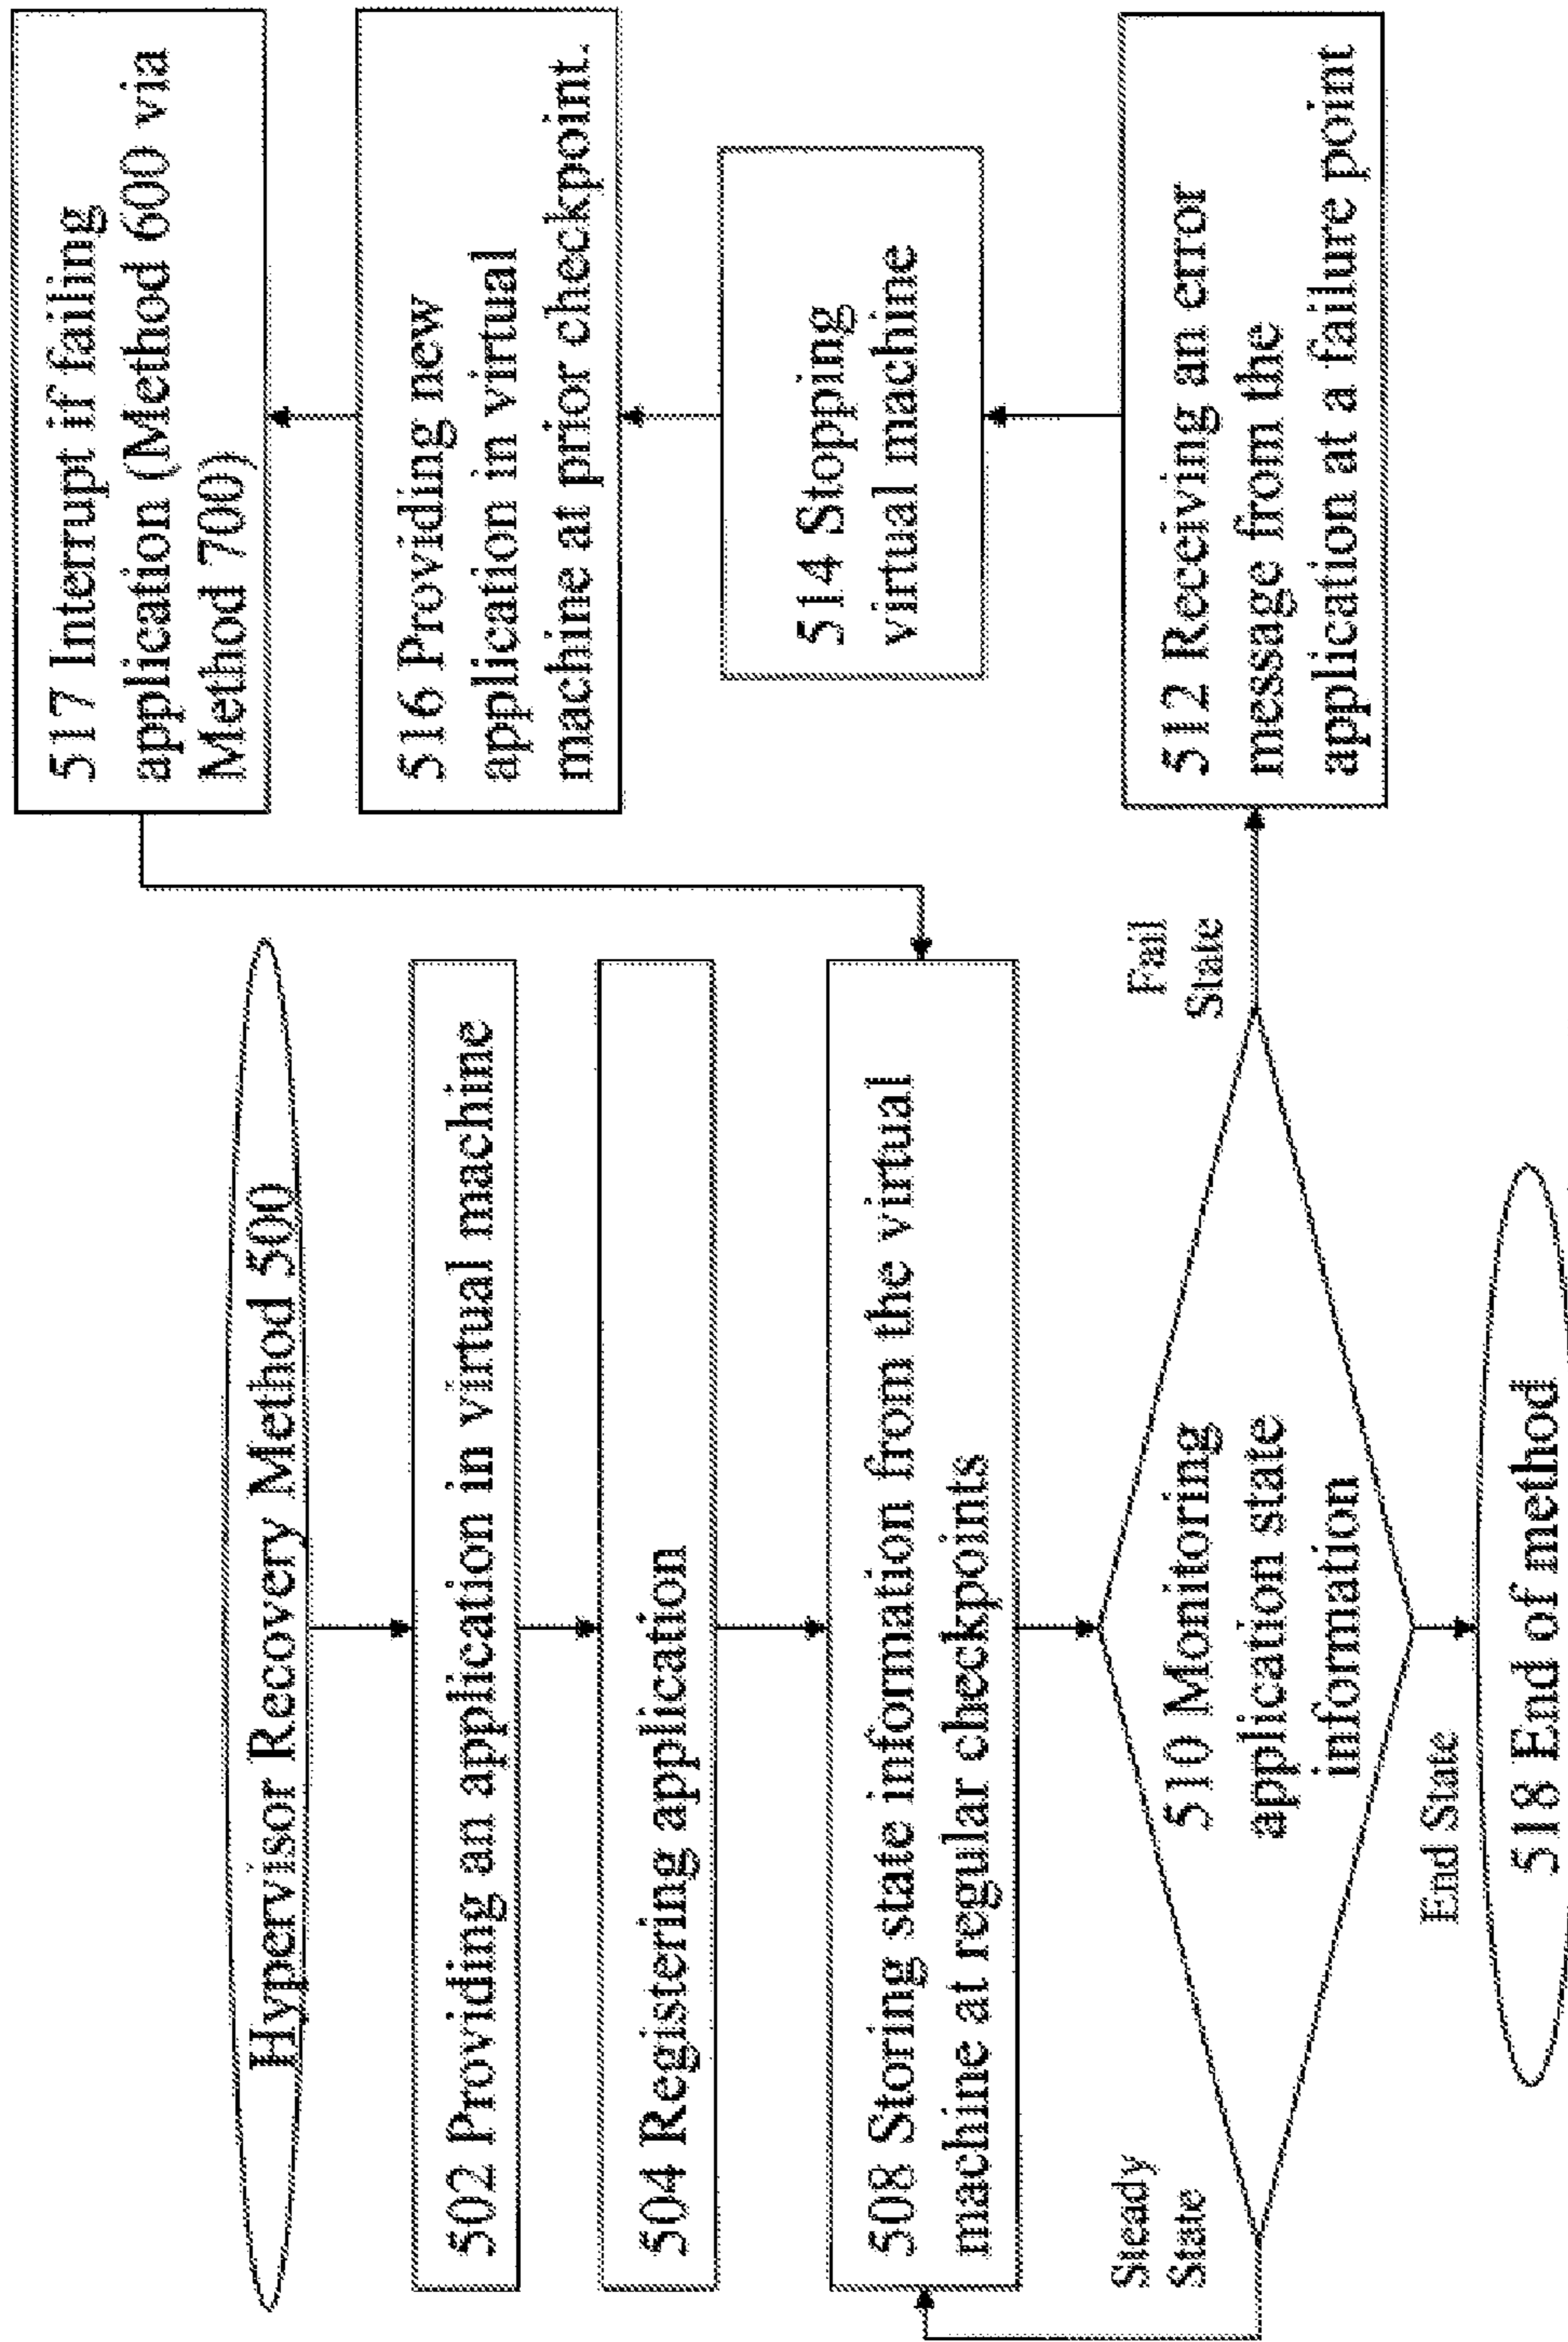 Hypervisor Recovery Method 500
502 Providing an application in virtual machine
504 Registering application
508 Storing state information from the virtual
machine at regular checkpoints
Steady
State
510 Monitoring
application state
information
Fail
State
End State
518 End of method
512 Receiving an error
message from the
application at a failure point
514 Stopping
virtual machine
516 Providing new
application in virtual
machine at prior checkpoint.
517 Interrupt if failing
application (Method 600 via
Method 700)